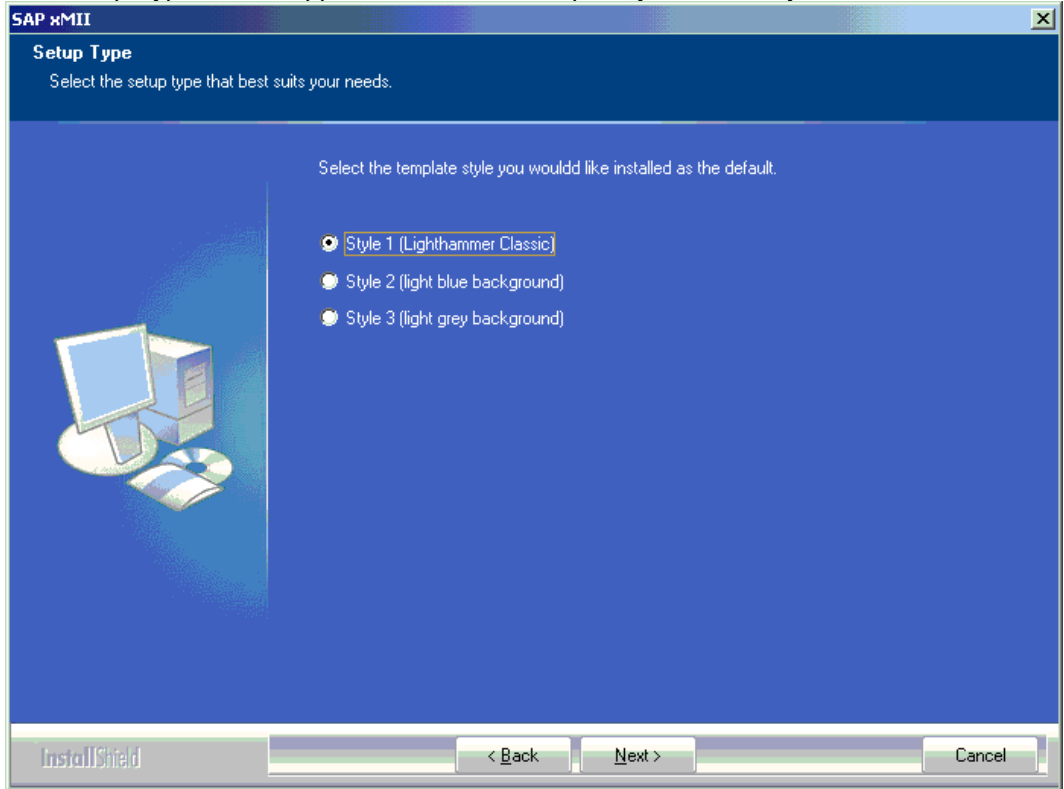 SAP xMII
Setup Type
Select the setup type that best suits your needs.
Select the template style you wouldd like installed as the default.
Style 1 (Lighthammer Classic)
Style 2 (light blue background)
Style 3 (light grey background)
InstallShield
< Back
Next >
Cancel